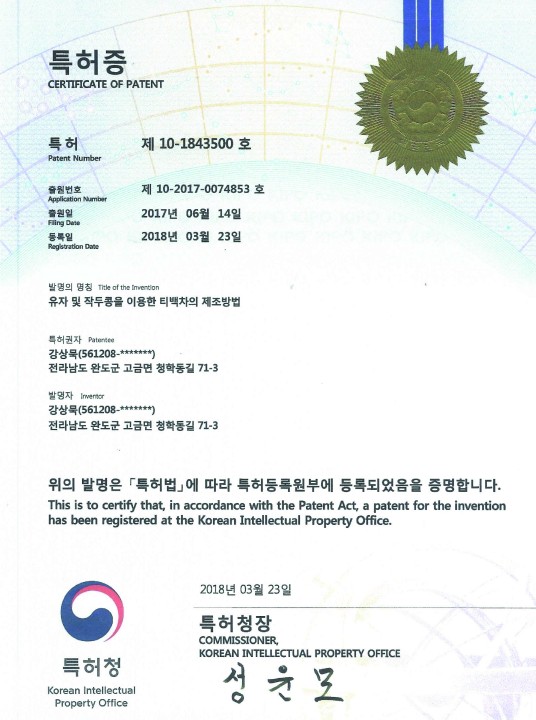 특허증
CERTIFICATE OF PATENT
특허 제 10-1843500 호
Patent Number
출원번호 제 10-2017-0074853 호
Application Number
출원일 2017년 06월 14일
Filing Date
등록일 2018년 03월 23일
Registration Date
발명의 명칭 Title of the Invention
유자 및 작두콩을 이용한 티백차의 제조방법
특허권자 Patentee
강상묵(561208-*******)
전라남도 완도군 고금면 청학동길 71-3
발명자 Inventor
강상묵(561208-*******)
전라남도 완도군 고금면 청학동길 71-3
위의 발명은 「특허법」에 따라 특허등록원부에 등록되었음을 증명합니다.
This is to certify that, in accordance with the Patent Act, a patent for the invention
has been registered at the Korean Intellectual Property Office.
2018년 03월 23일
특허청장
COMMISSIONER,
KOREAN INTELLECTUAL PROPERTY OFFICE
성윤모
특허청
Korean Intellectual
Property Office